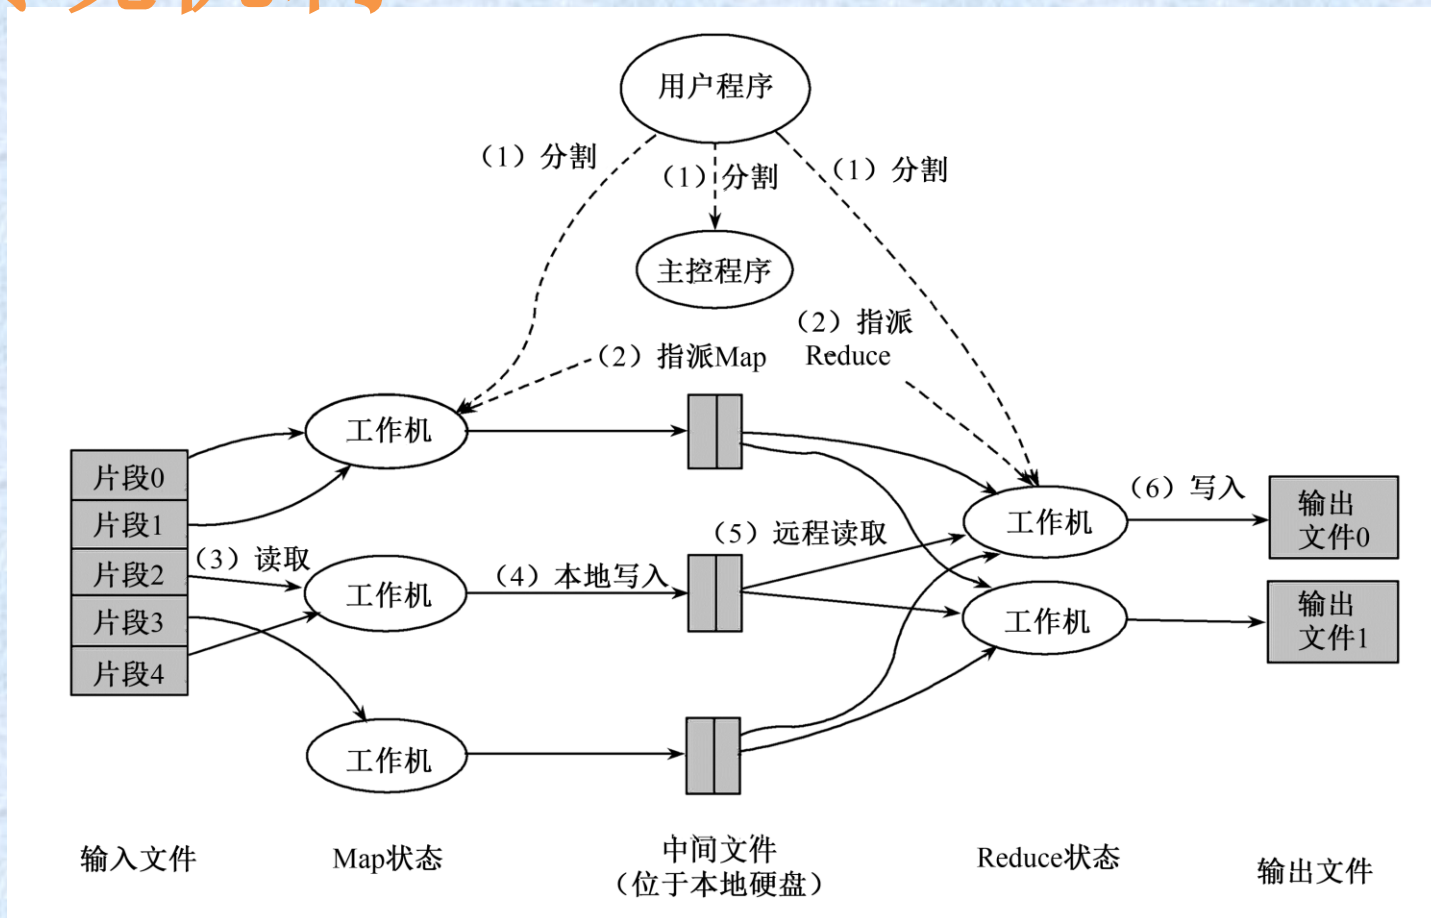 用户程序
（1）分割
（1）分割
（1）分割
主控程序
（2）指派Map
（2）指派
Reduce
工作机
片段0
片段1
片段2
片段3
片段4
（3）读取
工作机
（4）本地写入
（5）远程读取
工作机
工作机
工作机
（6）写入
输出
文件0
输出
文件1
输入文件
Map状态
中间文件
（位于本地硬盘）
Reduce状态
输出文件